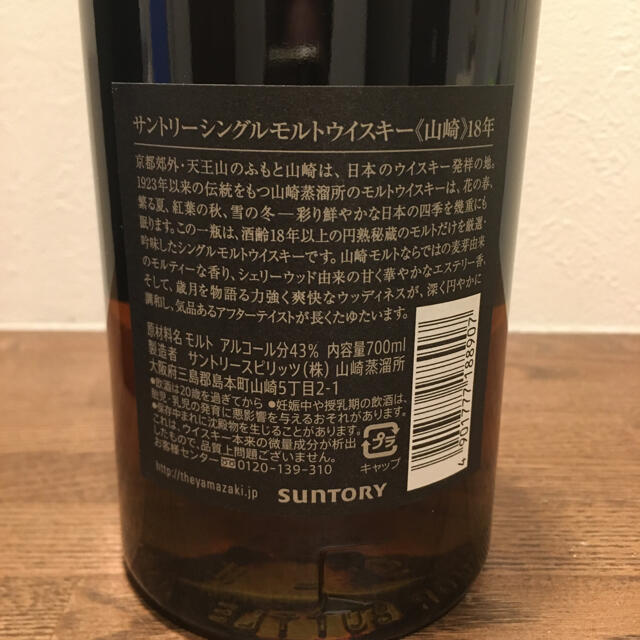 サントリーシングルモルトウイスキー《山崎》18年
京都郊外・天王山のふもと山崎は、日本のウイスキー発祥の地。
1923年以来の伝統をもつ山崎蒸溜所のモルトウイスキーは、花の春、
繁る夏、紅葉の秋、雪の冬―彩り鮮やかな日本の四季を幾重にも
眠ります。この一瓶は、酒齢18年以上の円熟秘蔵のモルトだけを厳選・
吟味したシングルモルトウイスキーです。山崎モルトならではの麦芽由来
のモルティーな香り、シェリーウッド由来の甘く華やかなエステリー香、
そして、歳月を物語る力強く爽快なウッディネスが、深く円やかに
調和し、気品あるアフターテイストが長くたゆたいます。
原材料名 モルト アルコール分43% 内容量700ml
製造者 サントリースピリッツ(株) 山崎蒸溜所
大阪府三島郡島本町山崎5丁目2-1
●飲酒は20歳を過ぎてから ●妊娠中や授乳期の飲酒は、
胎児・乳児の発育に悪影響を与えるおそれがあります。
●保存中まれに沈殿物を生じることがありますが、
これは、ウイスキー本来の微量成分が析出
したもので、品質上問題ございません。
お客様センター 0120-139-310
プラ
キャップ
http://theyamazaki.jp
SUNTORY
4 901777 188907